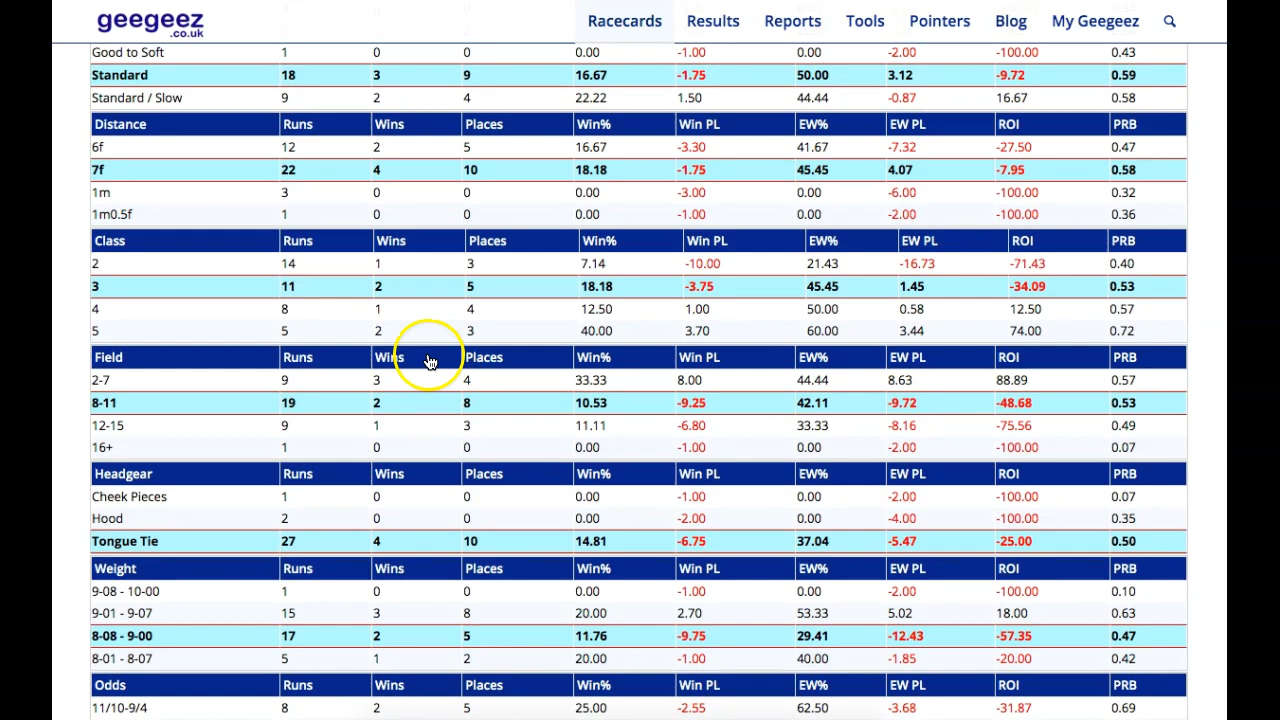 geegeez
.co.uk
Racecards Results Reports Tools Pointers Blog My Geegeez
Good to Soft 1 0 0 0.00 -1.00 0.00 -2.00 -100.00 0.43
Standard 18 3 9 16.67 -1.75 50.00 3.12 -9.72 0.59
Standard / Slow 9 2 4 22.22 1.50 44.44 -0.87 16.67 0.58
Distance Runs Wins Places Win% Win PL EW% EW PL ROI PRB
6f 12 2 5 16.67 -3.30 41.67 -7.32 -27.50 0.47
7f 22 4 10 18.18 -1.75 45.45 4.07 -7.95 0.58
1m 3 0 0 0.00 -3.00 0.00 -6.00 -100.00 0.32
1m0.5f 1 0 0 0.00 -1.00 0.00 -2.00 -100.00 0.36
Class Runs Wins Places Win% Win PL EW% EW PL ROI PRB
2 14 1 3 7.14 -10.00 21.43 -16.73 -71.43 0.40
3 11 2 5 18.18 -3.75 45.45 1.45 -34.09 0.53
4 8 1 4 12.50 1.00 50.00 0.58 12.50 0.57
5 5 2 3 40.00 3.70 60.00 3.44 74.00 0.72
Field Runs Wins Places Win% Win PL EW% EW PL ROI PRB
2-7 9 3 4 33.33 8.00 44.44 8.63 88.89 0.57
8-11 19 2 8 10.53 -9.25 42.11 -9.72 -48.68 0.53
12-15 9 1 3 11.11 -6.80 33.33 -8.16 -75.56 0.49
16+ 1 0 0 0.00 -1.00 0.00 -2.00 -100.00 0.07
Headgear Runs Wins Places Win% Win PL EW% EW PL ROI PRB
Cheek Pieces 1 0 0 0.00 -1.00 0.00 -2.00 -100.00 0.07
Hood 2 0 0 0.00 -2.00 0.00 -4.00 -100.00 0.35
Tongue Tie 27 4 10 14.81 -6.75 37.04 -5.47 -25.00 0.50
Weight Runs Wins Places Win% Win PL EW% EW PL ROI PRB
9-08 - 10-00 1 0 0 0.00 -1.00 0.00 -2.00 -100.00 0.10
9-01 - 9-07 15 3 8 20.00 2.70 53.33 5.02 18.00 0.63
8-08 - 9-00 17 2 5 11.76 -9.75 29.41 -12.43 -57.35 0.47
8-01 - 8-07 5 1 2 20.00 -1.00 40.00 -1.85 -20.00 0.42
Odds Runs Wins Places Win% Win PL EW% EW PL ROI PRB
11/10-9/4 8 2 5 25.00 -2.55 62.50 -3.68 -31.87 0.69